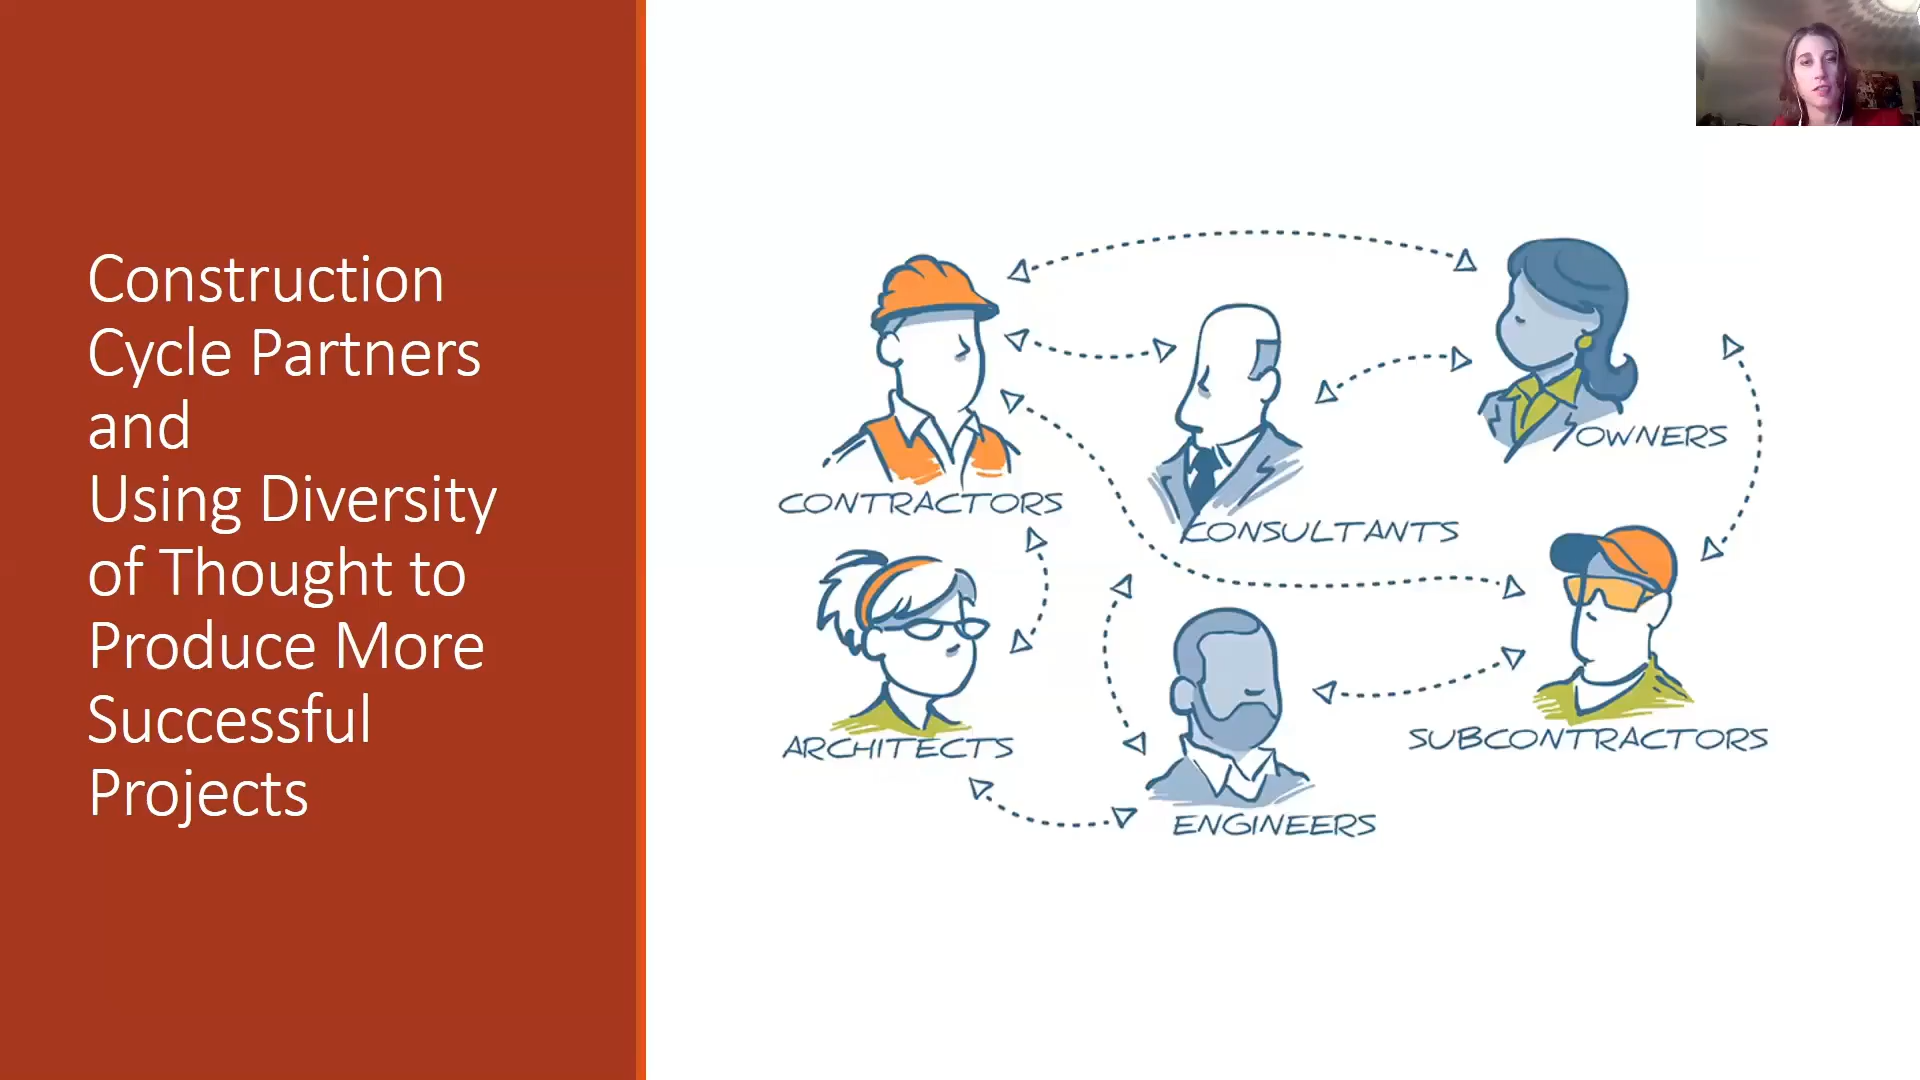 Construction
Cycle Partners
and
Using Diversity
of Thought to
Produce More
Successful
Projects
OWNERS
CONTRACTORS
CONSULTANTS
ARCHITECTS
SUBCONTRACTORS
ENGINEERS